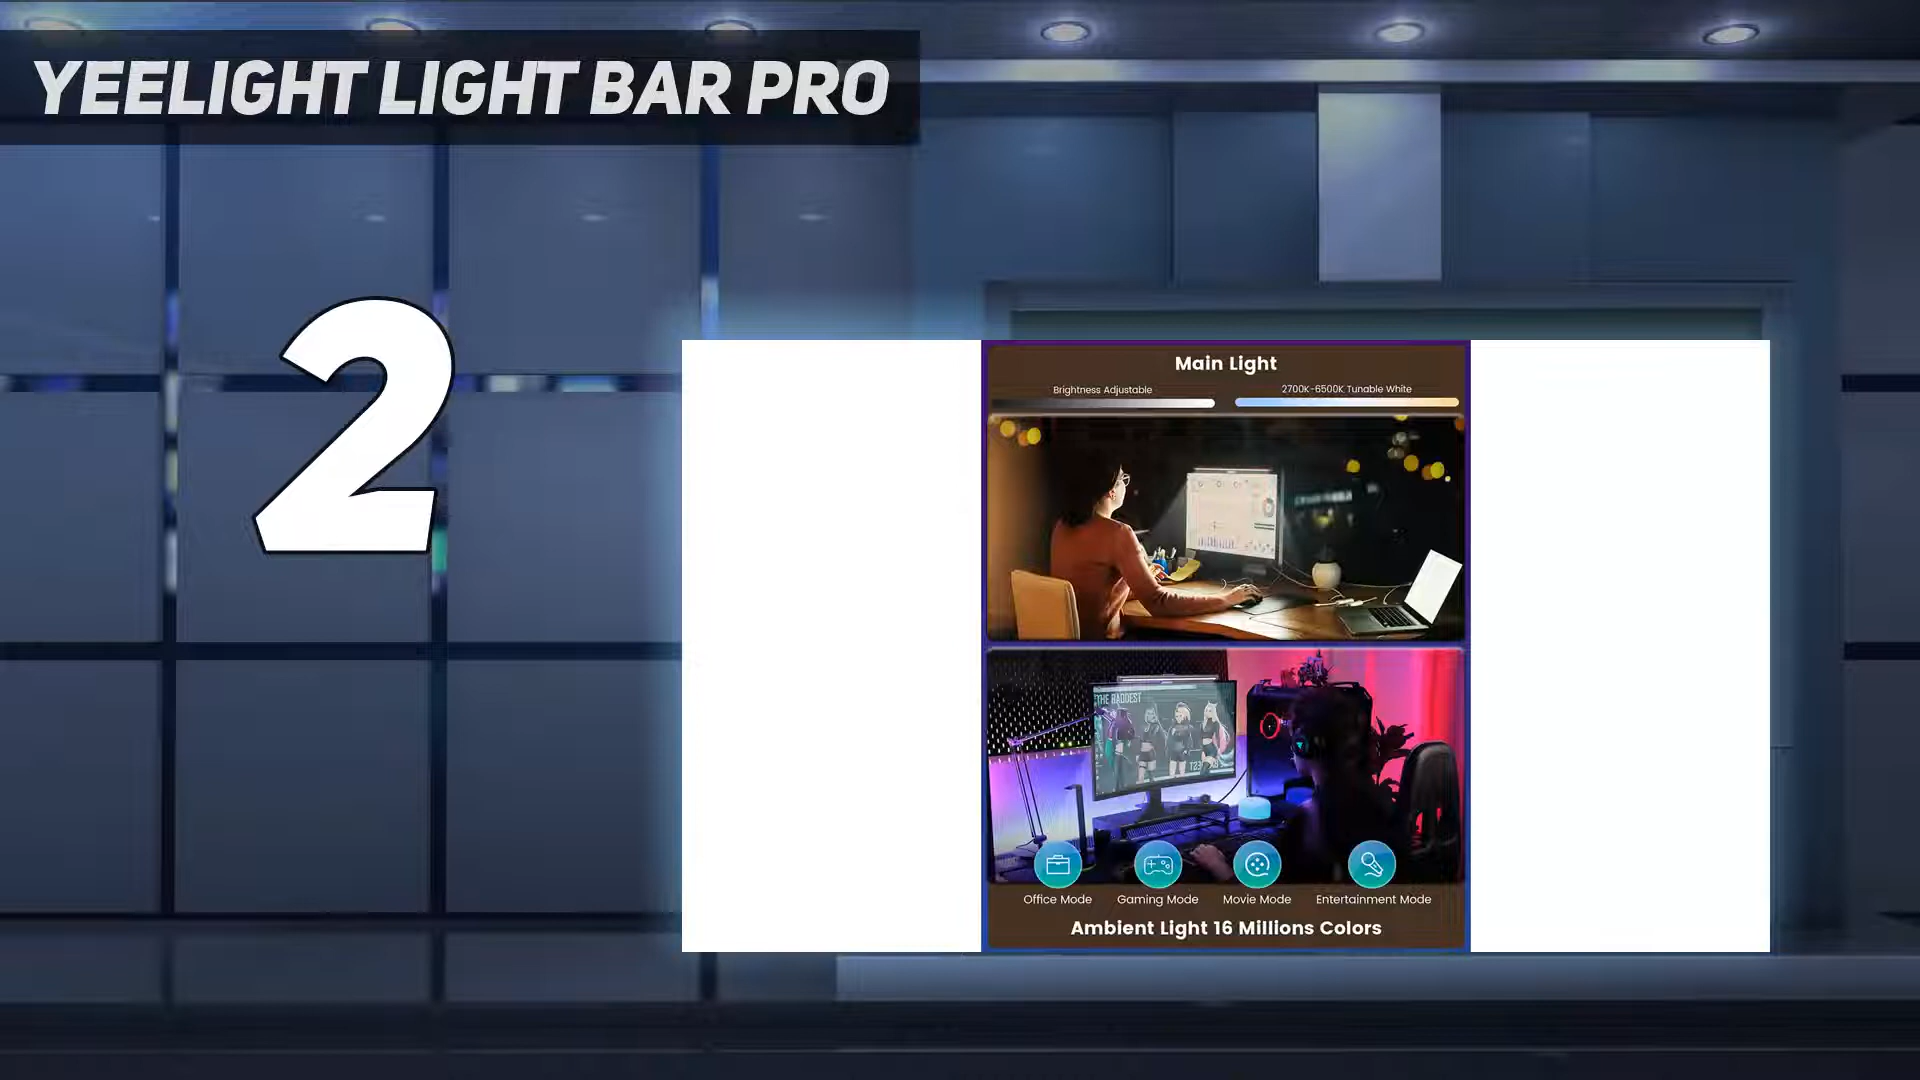 YEELIGHT LIGHT BAR PRO
2
Main Light
Brightness Adjustable
2700K-6500K Tunable White
THE BADDEST
Office Mode
Gaming Mode
Movie Mode
Entertainment Mode
Ambient Light 16 Millions Colors